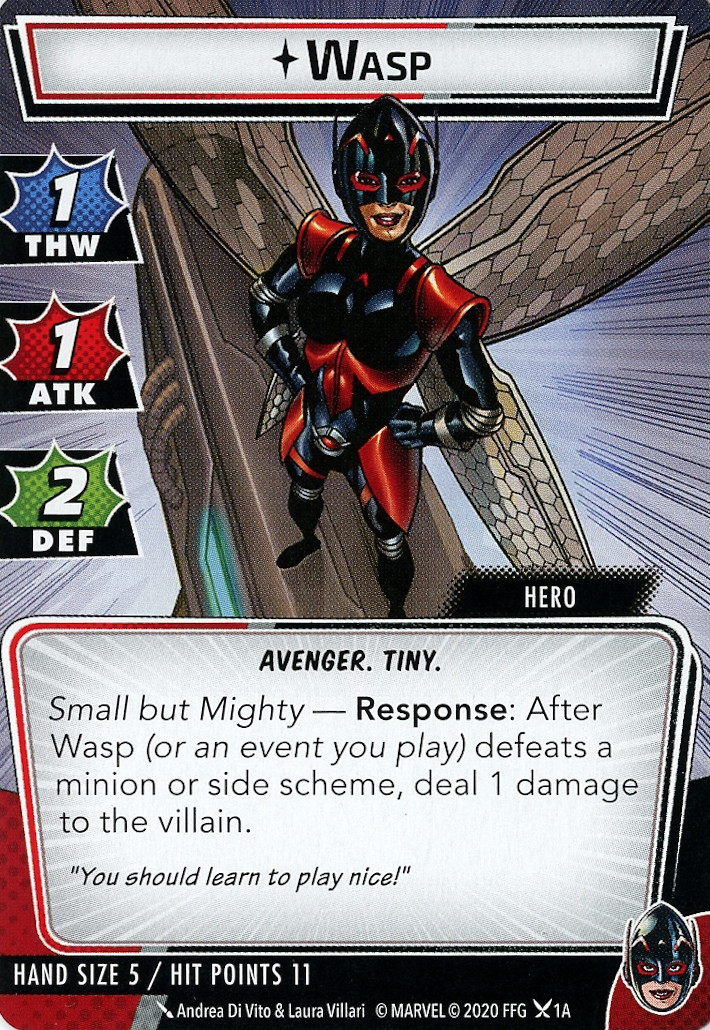 Wasp
1
THW
1
ATK
2
DEF
HERO
AVENGER. TINY.
Small but Mighty — Response: After
Wasp (or an event you play) defeats a
minion or side scheme, deal 1 damage
to the villain.
"You should learn to play nice!"
HAND SIZE 5 / HIT POINTS 11
Andrea Di Vito & Laura Villari © MARVEL © 2020 FFG 1A